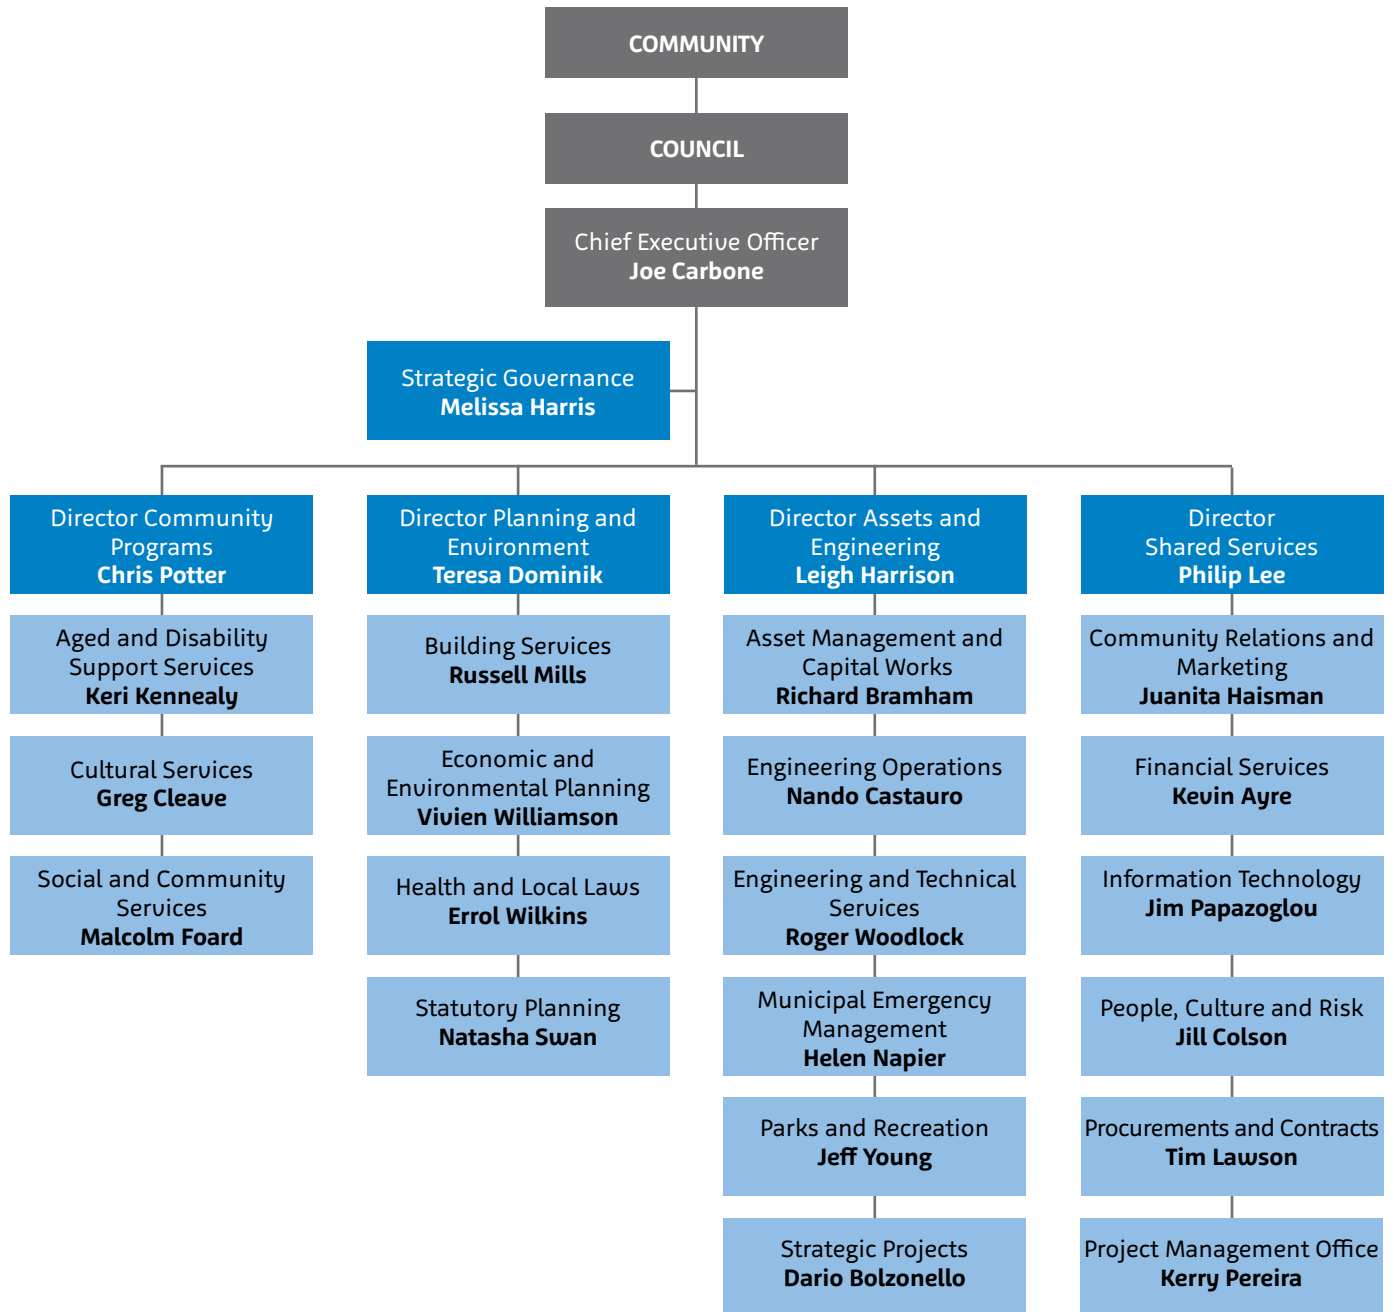 COMMUNITY
COUNCIL
Chief Executive Officer
Joe Carbone
Strategic Governance
Melissa Harris
Director Community
Programs
Chris Potter
Aged and Disability
Support Services
Keri Kennealy
Cultural Services
Greg Cleave
Social and Community
Services
Malcolm Foard
Director Planning and
Environment
Teresa Dominik
Building Services
Russell Mills
Economic and
Environmental Planning
Vivien Williamson
Health and Local Laws
Errol Wilkins
Statutory Planning
Natasha Swan
Director Assets and
Engineering
Leigh Harrison
Asset Management and
Capital Works
Richard Bramham
Engineering Operations
Nando Castauro
Engineering and Technical
Services
Roger Woodlock
Municipal Emergency
Management
Helen Napier
Parks and Recreation
Jeff Young
Strategic Projects
Dario Bolzonello
Director
Shared Services
Philip Lee
Community Relations and
Marketing
Juanita Haisman
Financial Services
Kevin Ayre
Information Technology
Jim Papazoglou
People, Culture and Risk
Jill Colson
Procurements and Contracts
Tim Lawson
Project Management Office
Kerry Pereira